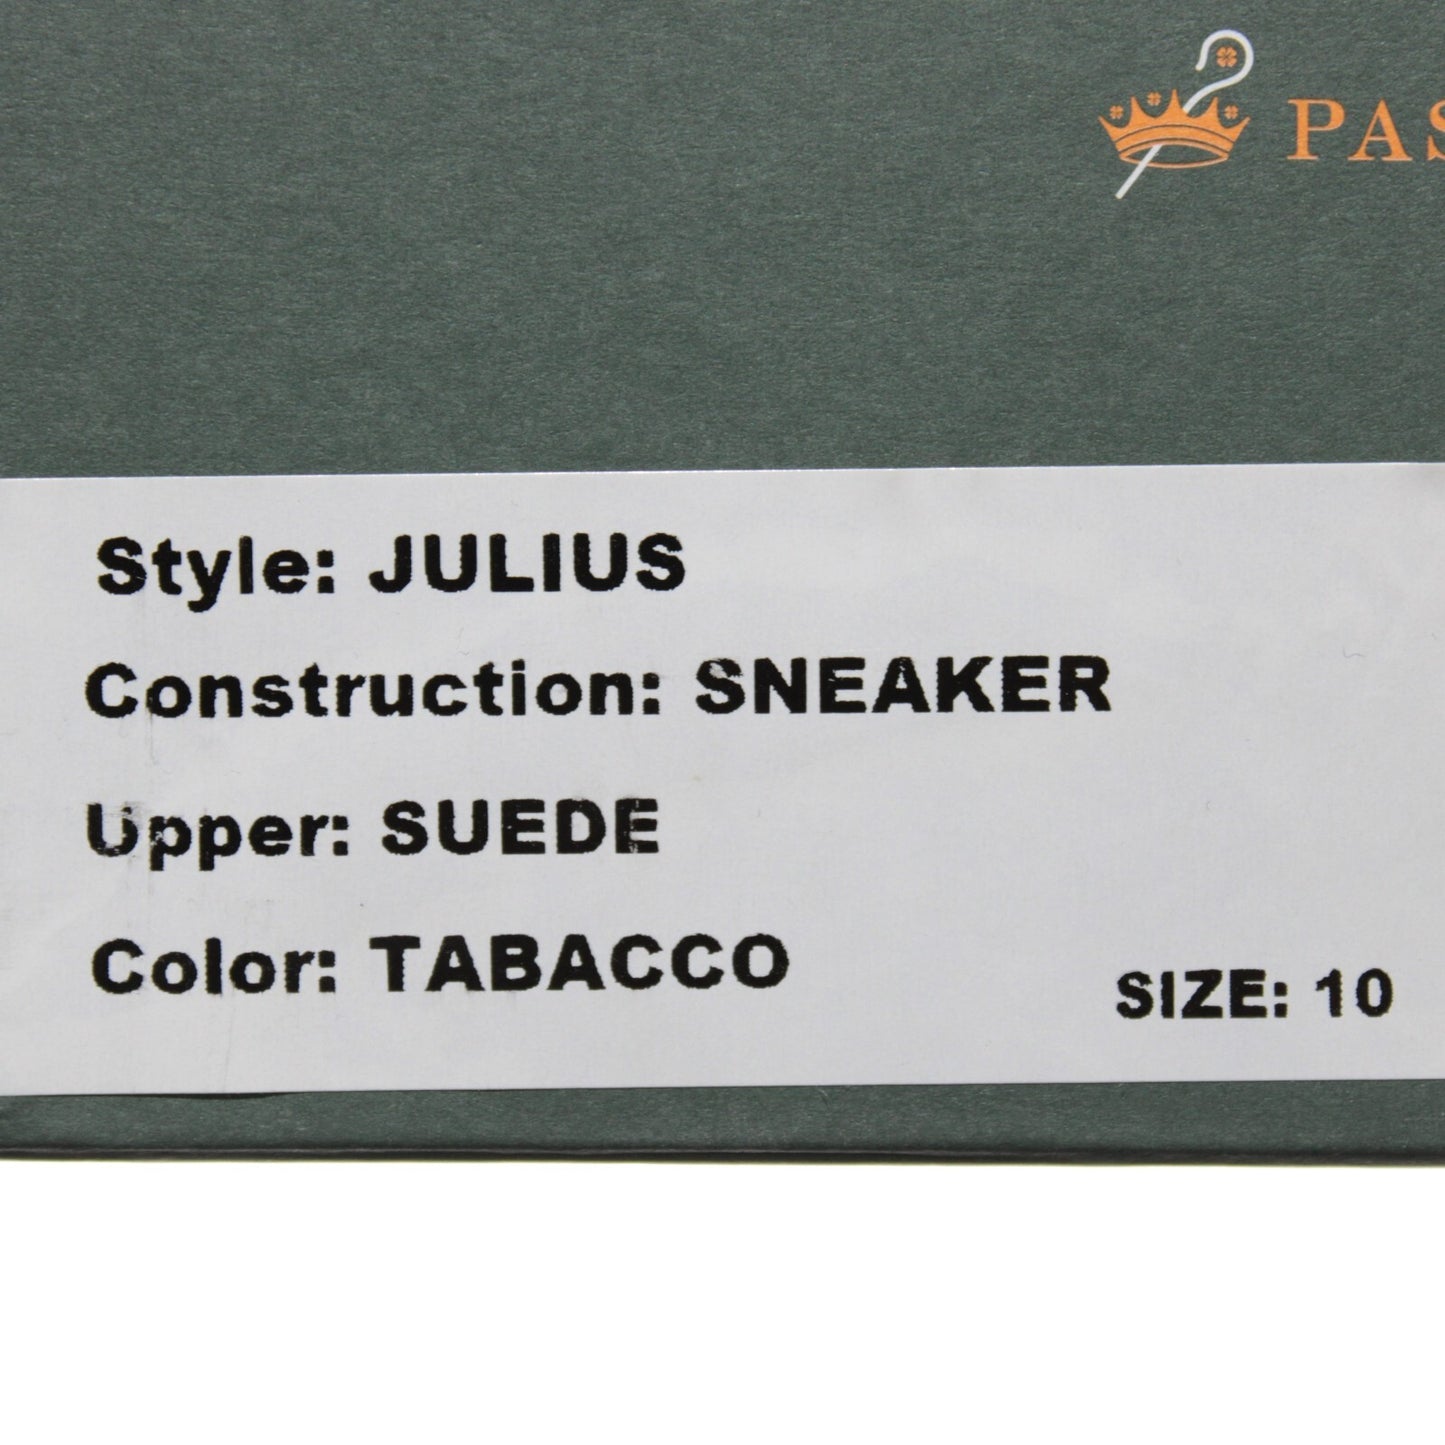 PAS
Style: JULIUS
Construction: SNEAKER
Upper: SUEDE
Color: TABACCO
SIZE: 10